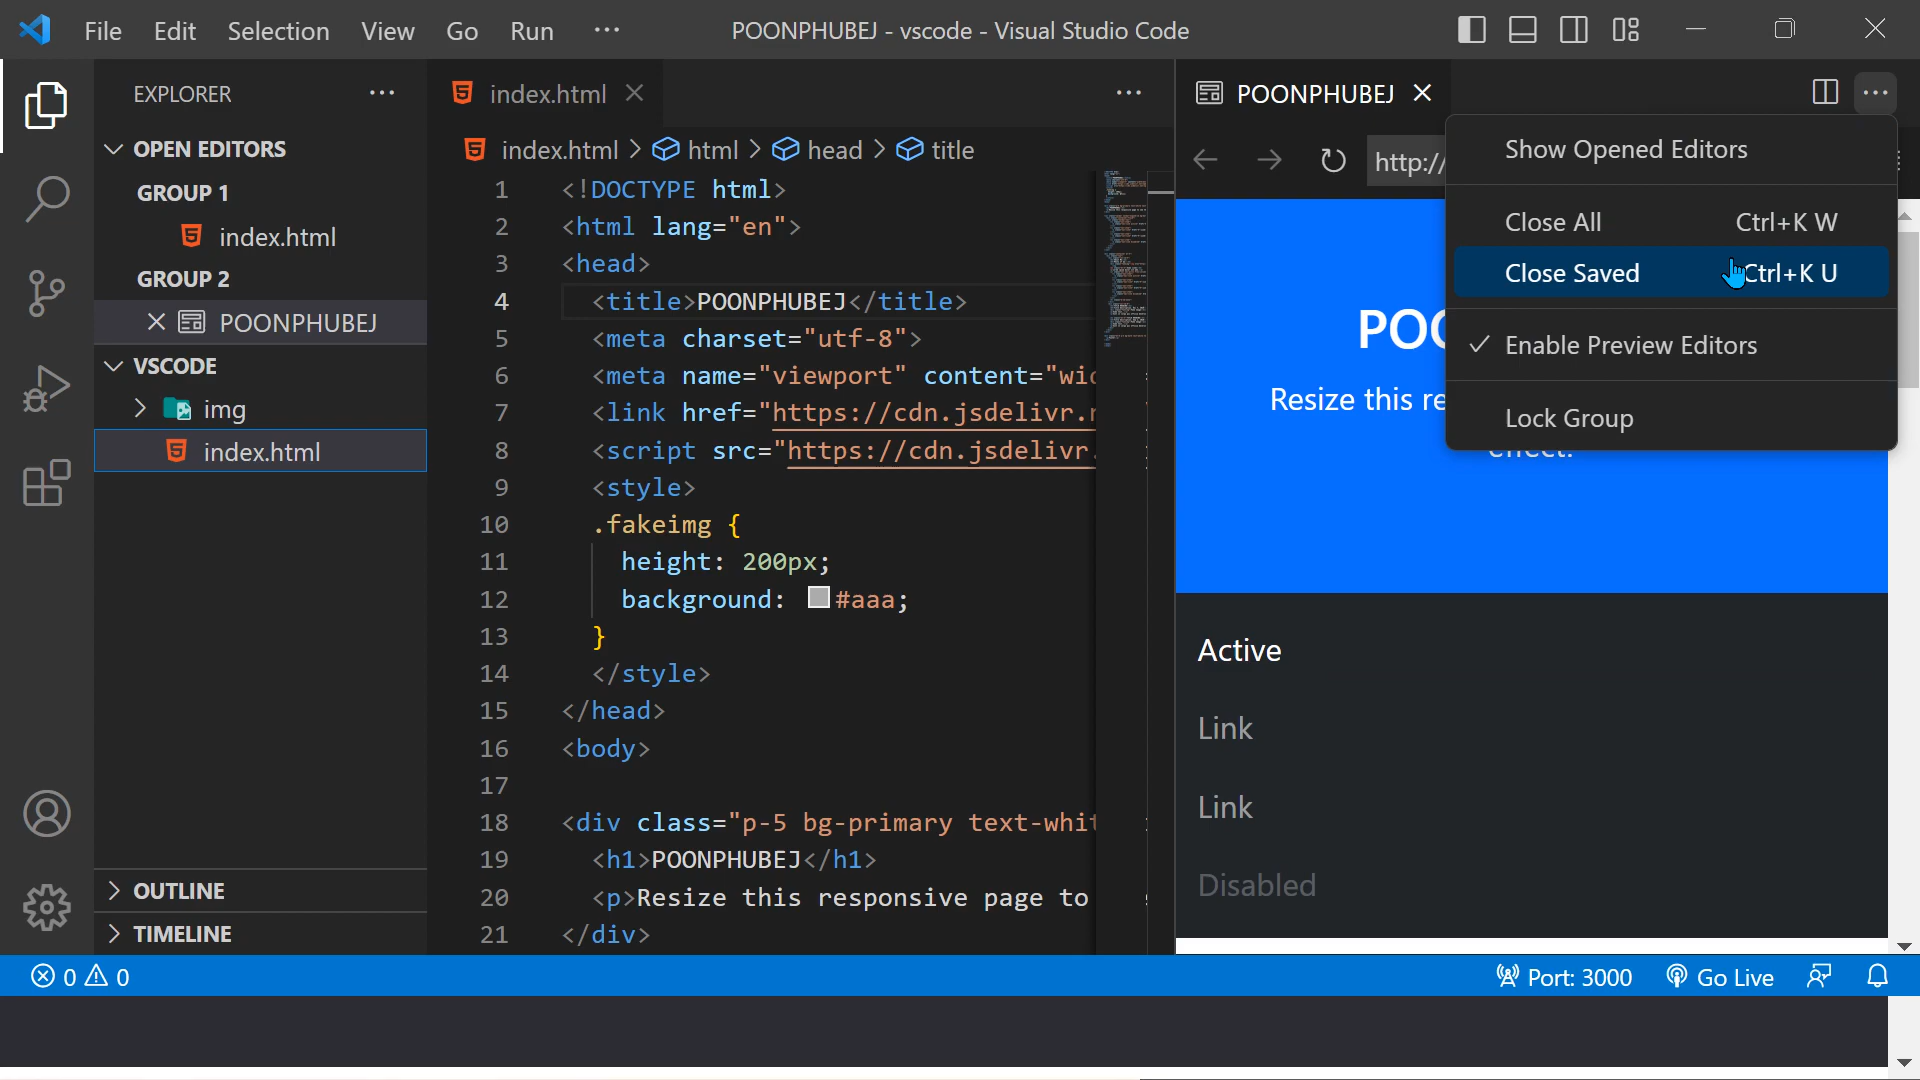 File Edit Selection View Go Run ··· POONPHUBEJ - vscode - Visual Studio Code
EXPLORER ···
OPEN EDITORS
GROUP 1
index.html
GROUP 2
POONPHUBEJ
VSCODE
img
index.html
OUTLINE
TIMELINE
index.html ···
index.html > html > head > title
1 <!DOCTYPE html>
2 <html lang="en">
3 <head>
4 <title>POONPHUBEJ</title>
5 <meta charset="utf-8">
6 <meta name="viewport" content="wid
7 <link href="https://cdn.jsdelivr.n
8 <script src="https://cdn.jsdelivr.
9 <style>
10 .fakeimg {
11 height: 200px;
12 background: #aaa;
13 }
14 </style>
15 </head>
16 <body>
17
18 <div class="p-5 bg-primary text-whit
19 <h1>POONPHUBEJ</h1>
20 <p>Resize this responsive page to
21 </div>
POONPHUBEJ ···
http://
Show Opened Editors
Close All Ctrl+K W
Close Saved Ctrl+K U
Enable Preview Editors
Lock Group
POO
Resize this re
effect!
Active
Link
Link
Disabled
0 0 Port: 3000 Go Live